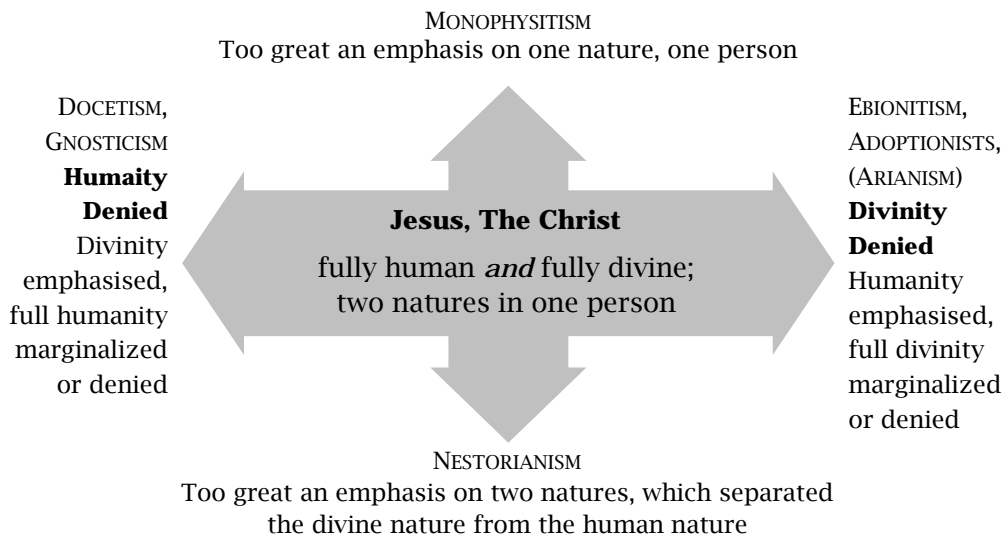 MONOPHYSITISM
Too great an emphasis on one nature, one person
DOCETISM,
GNOSTICISM
Humaity
Denied
Divinity
emphasised,
full humanity
marginalized
or denied
Jesus, The Christ
fully human and fully divine;
two natures in one person
EBIONITISM,
ADOPTIONISTS,
(ARIANISM)
Divinity
Denied
Humanity
emphasised,
full divinity
marginalized
or denied
NESTORIANISM
Too great an emphasis on two natures, which separated
the divine nature from the human nature